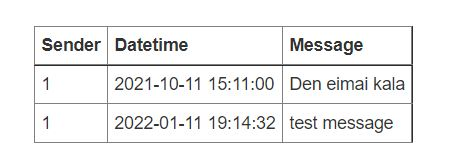 Sender Datetime Message
1 2021-10-11 15:11:00 Den eimai kala
1 2022-01-11 19:14:32 test message